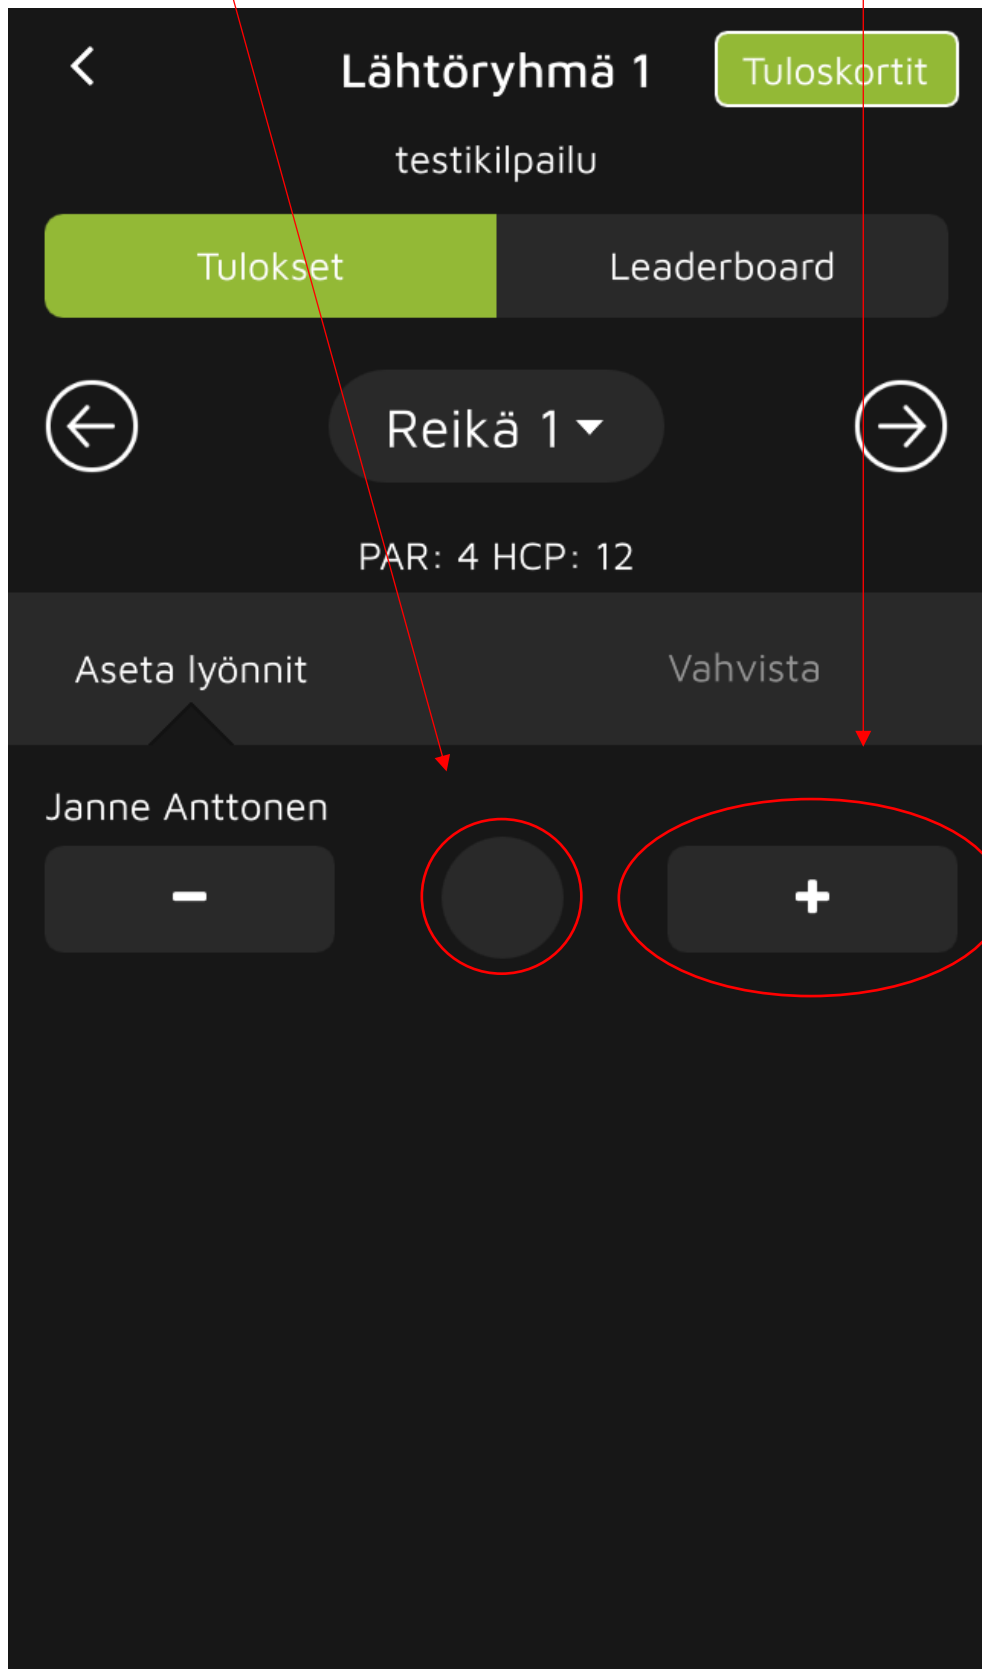 Lähtöryhmä 1 Tuloskortit
testikilpailu
Tulokset Leaderboard
Reikä 1
PAR: 4 HCP: 12
Aseta lyönnit Vahvista
Janne Anttonen
- +